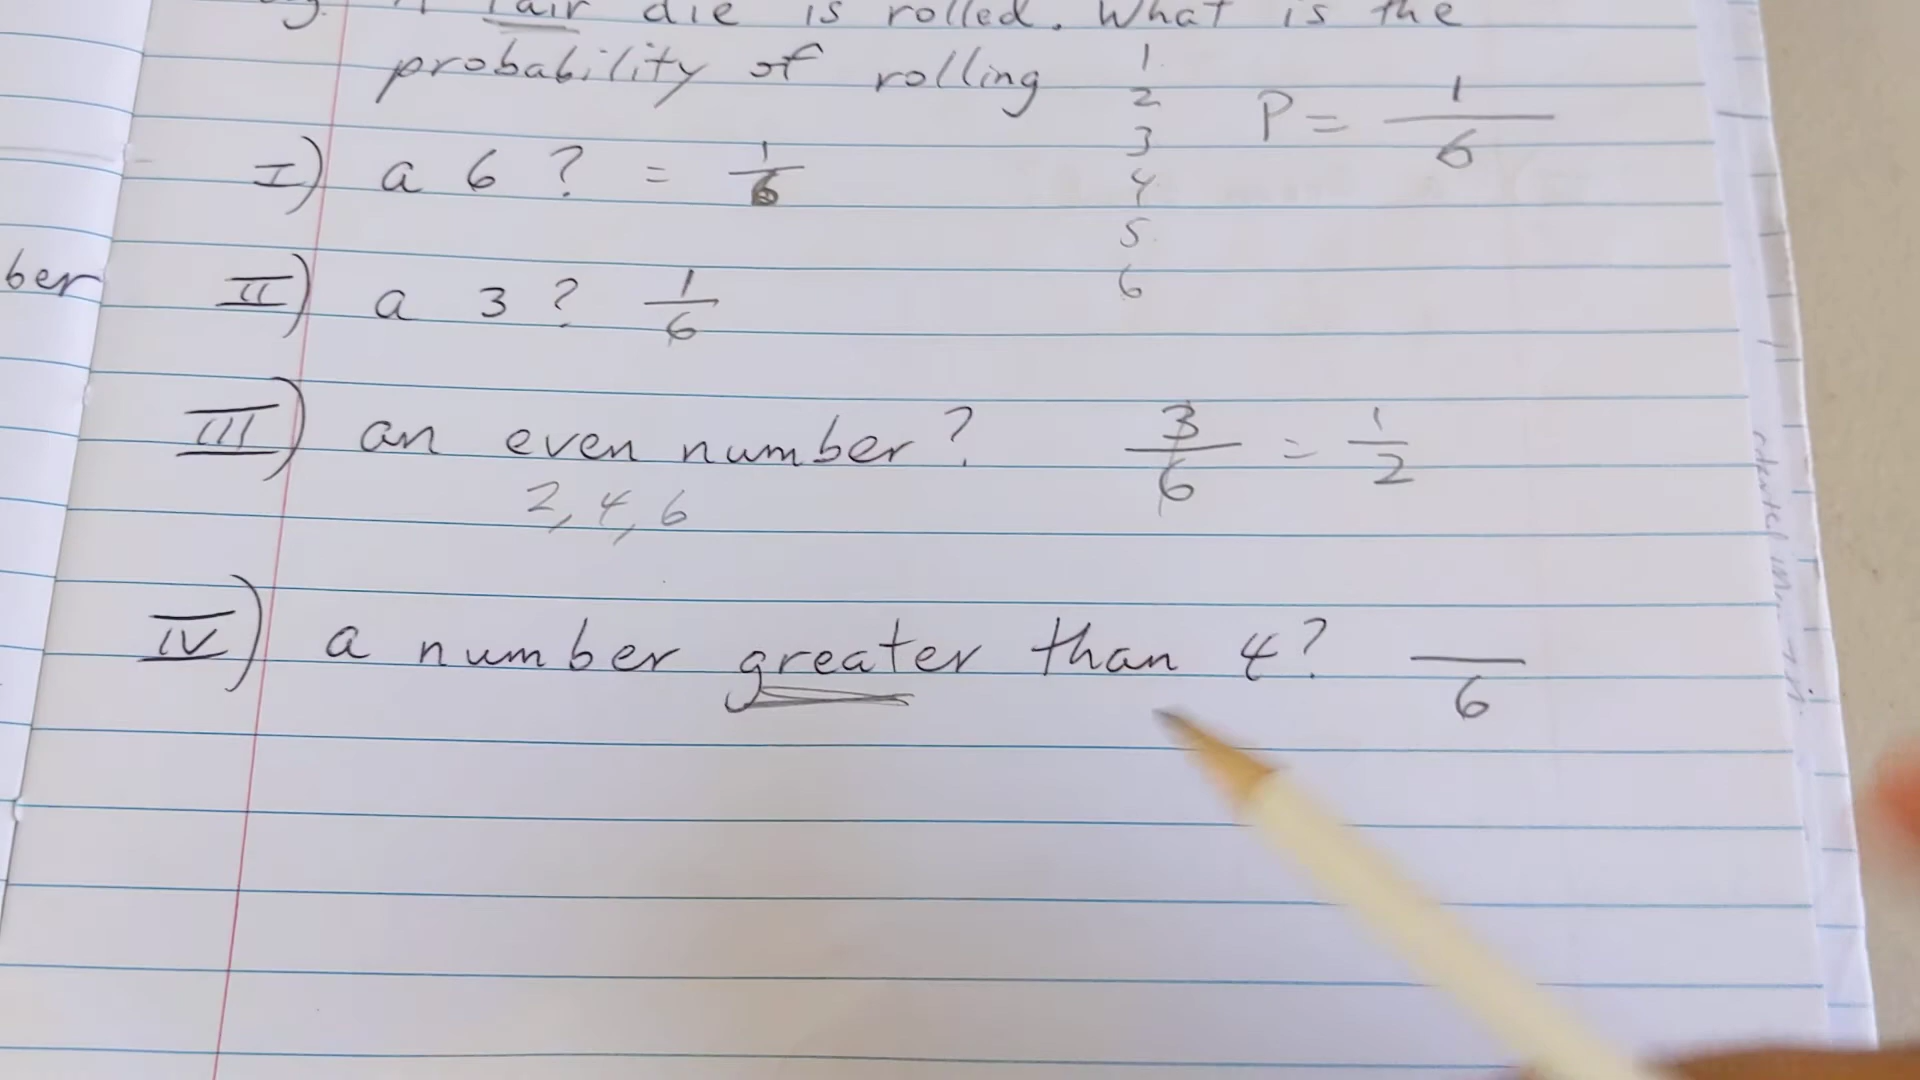 fair die is rolled. What is the
probability of rolling
1
2
3
4
5
6
P = 1/6
I) a 6 ? = 1/6
ber
II) a 3 ? 1/6
III) an even number ? 3/6 = 1/2
2, 4, 6
IV) a number greater than 4? /6